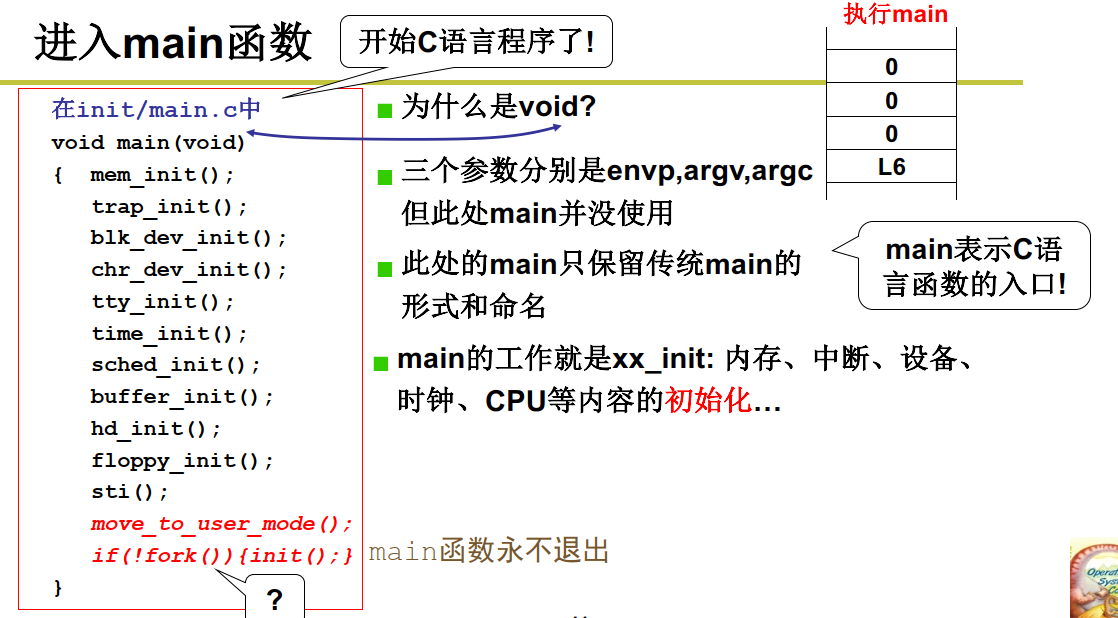 进入main函数
开始C语言程序了!
执行main
0
0
0
L6
在init/main.c中
void main(void)
{ mem_init();
trap_init();
blk_dev_init();
chr_dev_init();
tty_init();
time_init();
sched_init();
buffer_init();
hd_init();
floppy_init();
sti();
move_to_user_mode();
if(!fork()){init();}
}
?
为什么是void?
三个参数分别是envp,argv,argc
但此处main并没使用
此处的main只保留传统main的
形式和命名
main的工作就是xx_init: 内存、中断、设备、
时钟、CPU等内容的初始化…
main表示C语
言函数的入口!
main函数永不退出